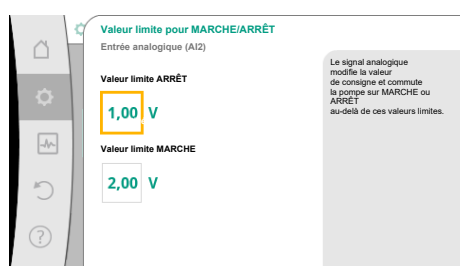 Valeur limite pour MARCHE/ARRÊT
Entrée analogique (AI2)
Valeur limite ARRÊT
1,00 V
Valeur limite MARCHE
2,00 V
Le signal analogique
modifie la valeur
de consigne et commute
la pompe sur MARCHE ou
ARRÊT
au-delà de ces valeurs limites.
?